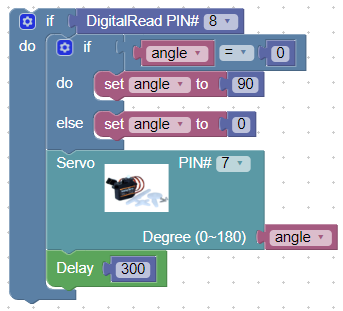 if DigitalRead PIN# 8
do if angle = 0
do set angle to 90
else set angle to 0
Servo PIN# 7
Degree (0~180) angle
Delay 300